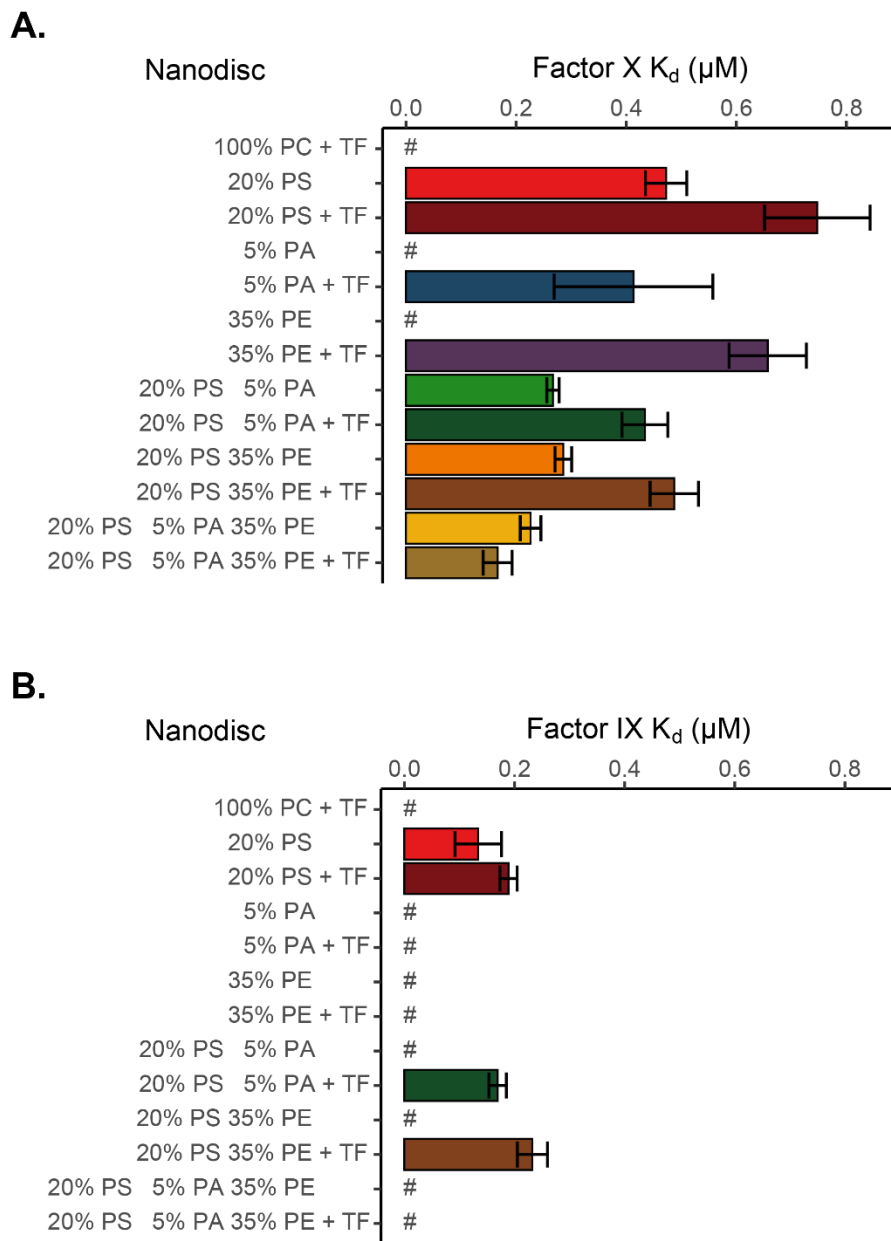 A.
Nanodisc Factor X Kd (µM)
0.0 0.2 0.4 0.6 0.8
100% PC + TF #
20% PS
20% PS + TF
5% PA #
5% PA + TF
35% PE #
35% PE + TF
20% PS 5% PA
20% PS 5% PA + TF
20% PS 35% PE
20% PS 35% PE + TF
20% PS 5% PA 35% PE
20% PS 5% PA 35% PE + TF
B.
Nanodisc Factor IX Kd (µM)
0.0 0.2 0.4 0.6 0.8
100% PC + TF #
20% PS
20% PS + TF
5% PA #
5% PA + TF #
35% PE #
35% PE + TF #
20% PS 5% PA #
20% PS 5% PA + TF
20% PS 35% PE #
20% PS 35% PE + TF
20% PS 5% PA 35% PE #
20% PS 5% PA 35% PE + TF #